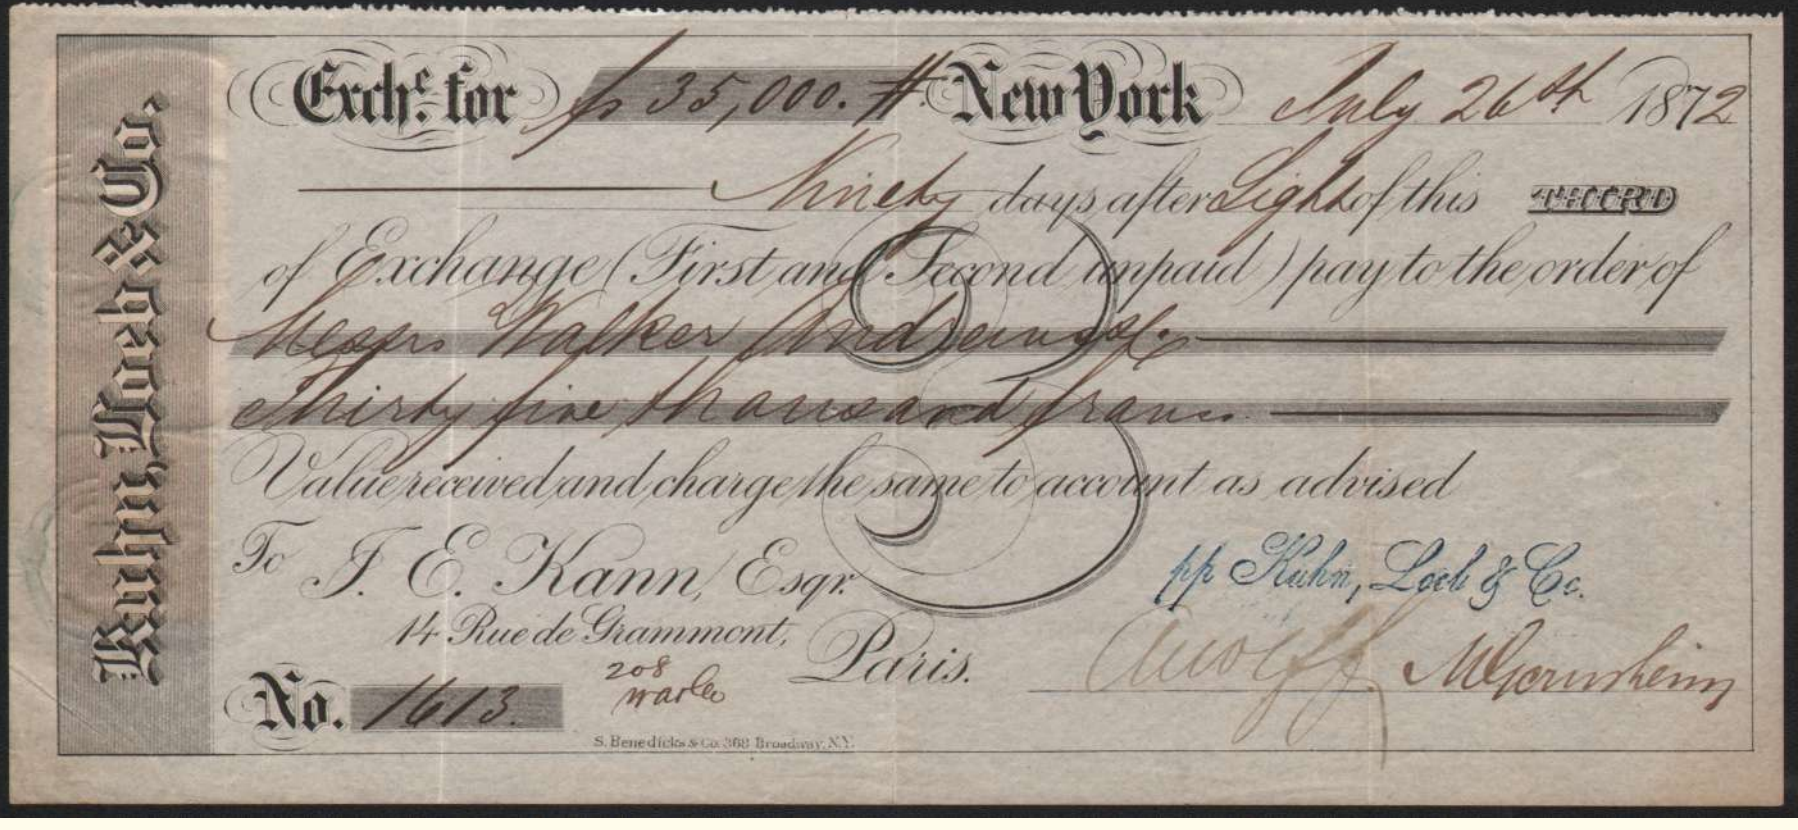 Kuhn, Loeb & Co.
Exchᵉ. for fs 35,000. # New York July 26th 1872
Ninety days after Sight of this THIRD
of Exchange (First and Second unpaid) pay to the order of
Messrs Walker Andrews & Co
Thirty five thousand francs
Value received and charge the same to account as advised
To J. E. Kann, Esqr.
14 Rue de Grammont, Paris.
pp Kuhn, Loeb & Co.
AWolff
No. 1613.
208
S. Benedicks & Co. 368 Broadway, N.Y.